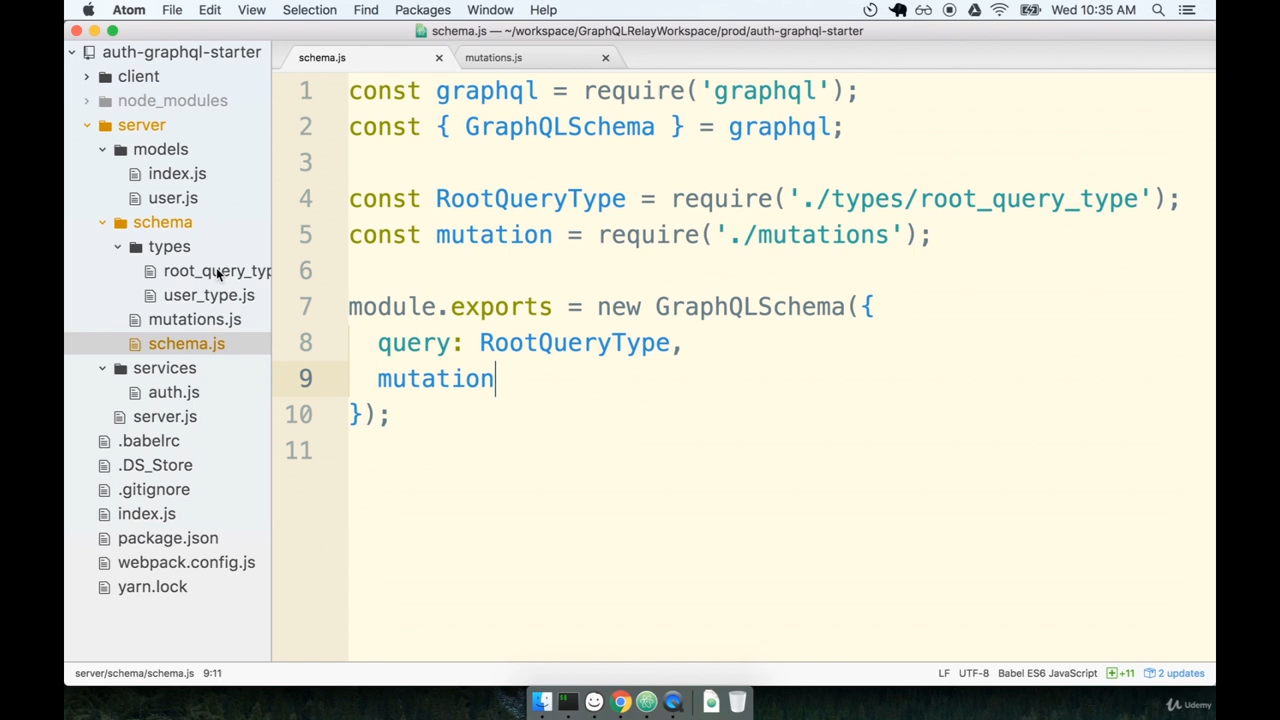 Atom File Edit View Selection Find Packages Window Help Wed 10:35 AM
schema.js — ~/workspace/GraphQLRelayWorkspace/prod/auth-graphql-starter
auth-graphql-starter
client
node_modules
server
models
index.js
user.js
schema
types
root_query_typ
user_type.js
mutations.js
schema.js
services
auth.js
server.js
.babelrc
.DS_Store
.gitignore
index.js
package.json
webpack.config.js
yarn.lock
schema.js mutations.js
1 const graphql = require('graphql');
2 const { GraphQLSchema } = graphql;
3
4 const RootQueryType = require('./types/root_query_type');
5 const mutation = require('./mutations');
6
7 module.exports = new GraphQLSchema({
8 query: RootQueryType,
9 mutation
10 });
11
server/schema/schema.js 9:11 LF UTF-8 Babel ES6 JavaScript +11 2 updates
Udemy